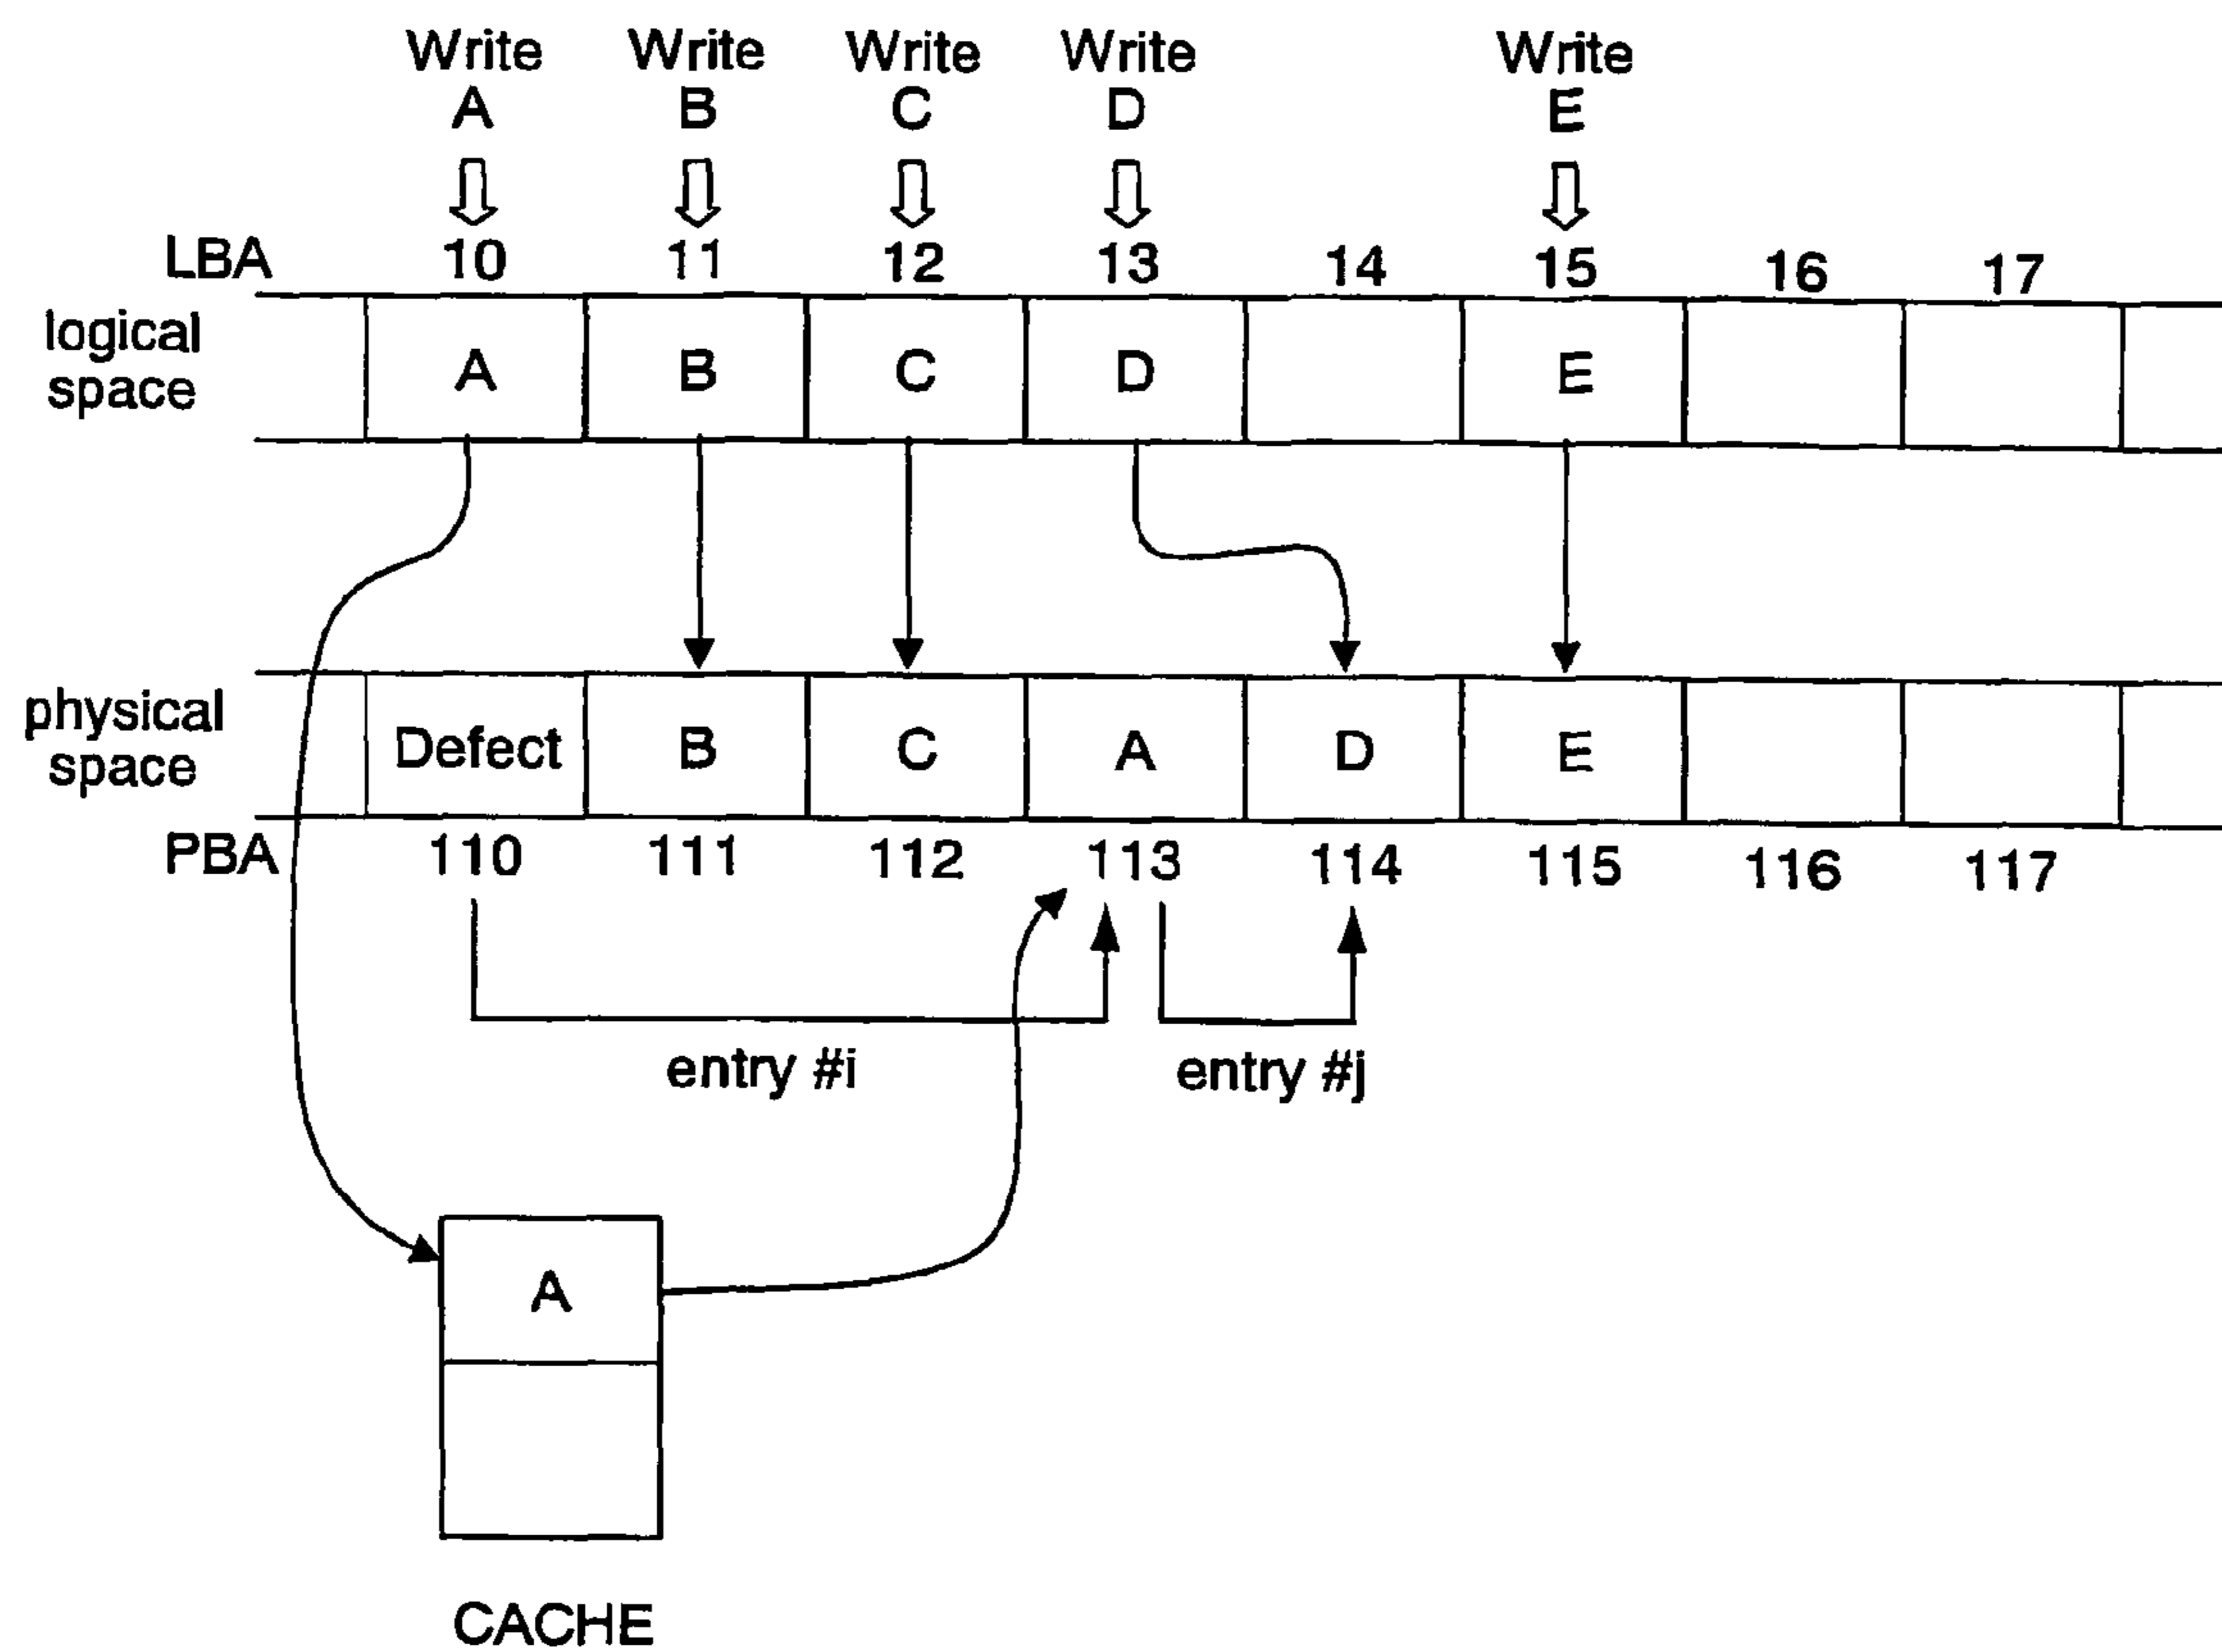 Write Write Write Write Write
A B C D E
LBA 10 11 12 13 14 15 16 17
logical
space
A B C D E
physical
space
Defect B C A D E
PBA 110 111 112 113 114 115 116 117
entry #i entry #j
A
CACHE